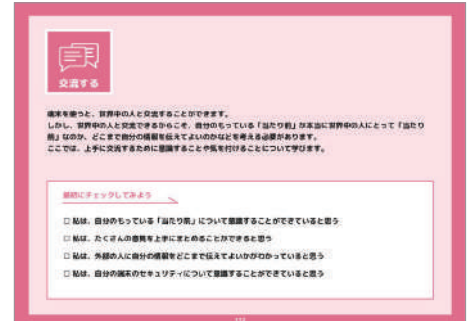 交流する
端末を使うと、世界中の人と交流することができます。
しかし、世界中の人と交流できるからこそ、自分のもっている「当たり前」が本当に世界中の人にとって「当たり
前」なのか、どこまで自分の情報を伝えてよいのかなどを考える必要があります。
ここでは、上手に交流するために意識することや気を付けることについて学びます。
最初にチェックしてみよう
□ 私は、自分のもっている「当たり前」について意識することができていると思う
□ 私は、たくさんの意見を上手にまとめることができると思う
□ 私は、外部の人に自分の情報をどこまで伝えてよいかがわかっていると思う
□ 私は、自分の端末のセキュリティについて意識することができていると思う